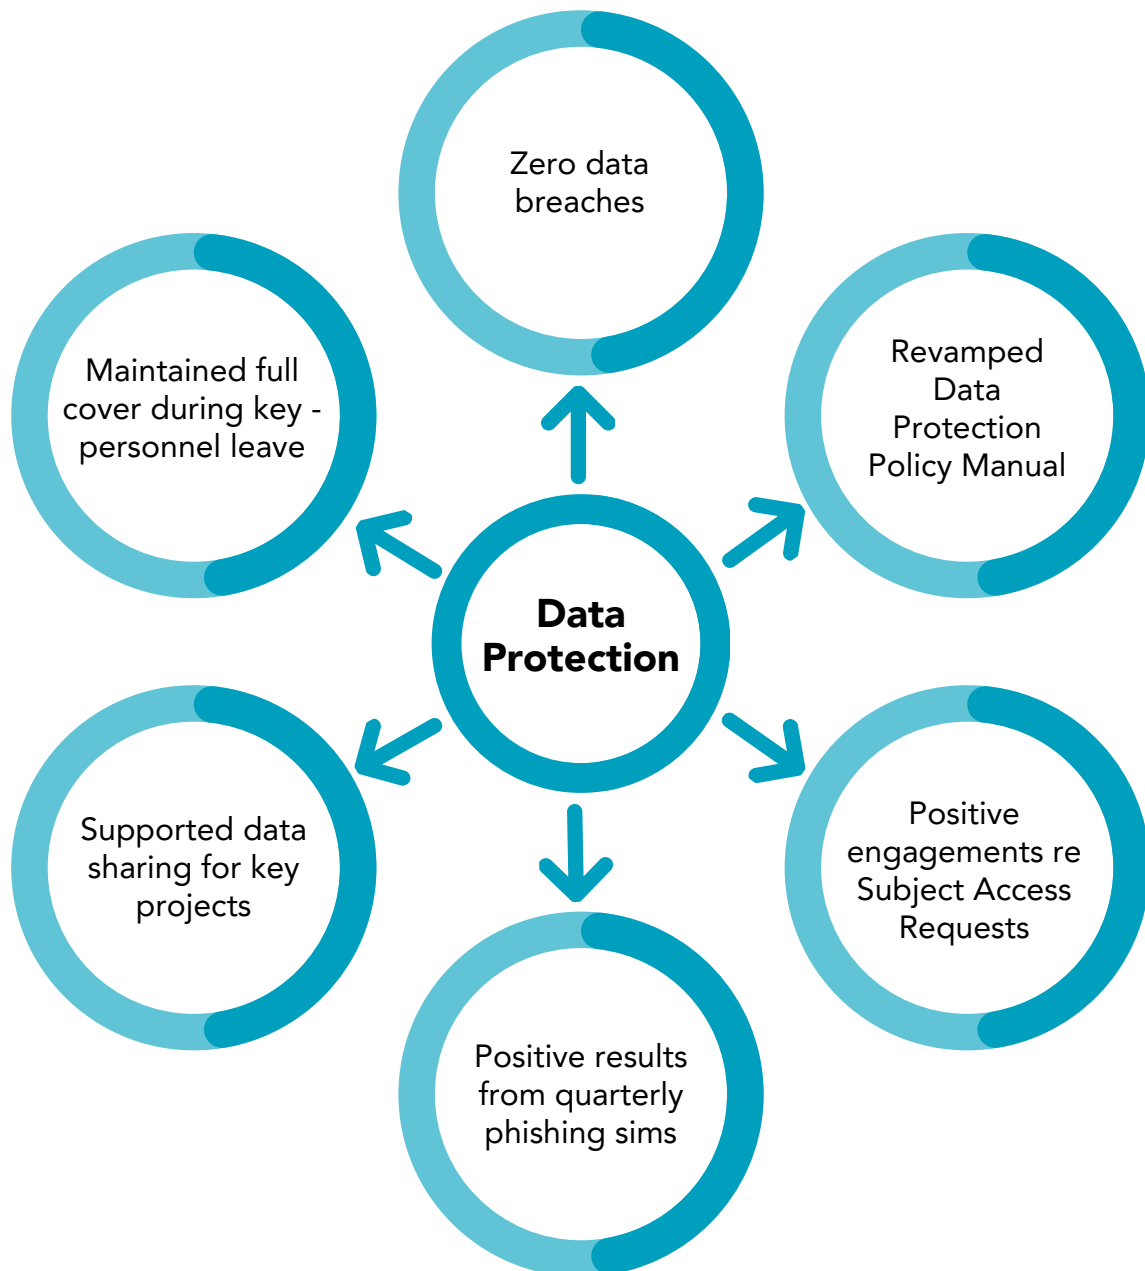 Zero data
breaches
Maintained full
cover during key -
personnel leave
Revamped
Data
Protection
Policy Manual
Data
Protection
Supported data
sharing for key
projects
Positive
engagements re
Subject Access
Requests
Positive results
from quarterly
phishing sims